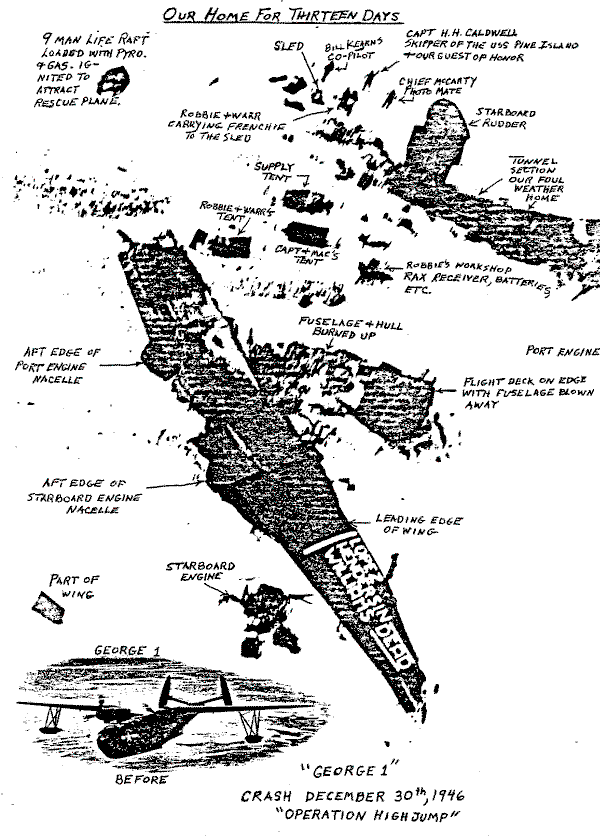 OUR HOME FOR THIRTEEN DAYS
9 MAN LIFE RAFT
LOADED WITH PYRO.
+ GAS. IG-
NITED TO
ATTRACT
RESCUE PLANE.
SLED
BILL KEARNS
CO-PILOT
CAPT H.H. CALDWELL
SKIPPER OF THE USS PINE ISLAND
+ OUR GUEST OF HONOR
CHIEF MCCARTY
PHOTO MATE
ROBBIE + WARR
CARRYING FRENCHIE
TO THE SLED
STARBOARD
RUDDER
TUNNEL
SECTION
OUR FOUL
WEATHER
HOME
SUPPLY
TENT
ROBBIE + WARR'S
TENT
CAPT + MAC'S
TENT
ROBBIE'S WORKSHOP
RAX RECEIVER, BATTERIES
ETC.
FUSELAGE + HULL
BURNED UP
AFT EDGE OF
PORT ENGINE
NACELLE
PORT ENGINE
FLIGHT DECK ON EDGE
WITH FUSELAGE BLOWN
AWAY
AFT EDGE OF
STARBOARD ENGINE
NACELLE
LEADING EDGE
OF WING
LOPEZ
HENDERSIN
WILLIAMS DEAD
PART OF
WING
STARBOARD
ENGINE
GEORGE 1
BEFORE
"GEORGE 1"
CRASH DECEMBER 30th, 1946
"OPERATION HIGHJUMP"